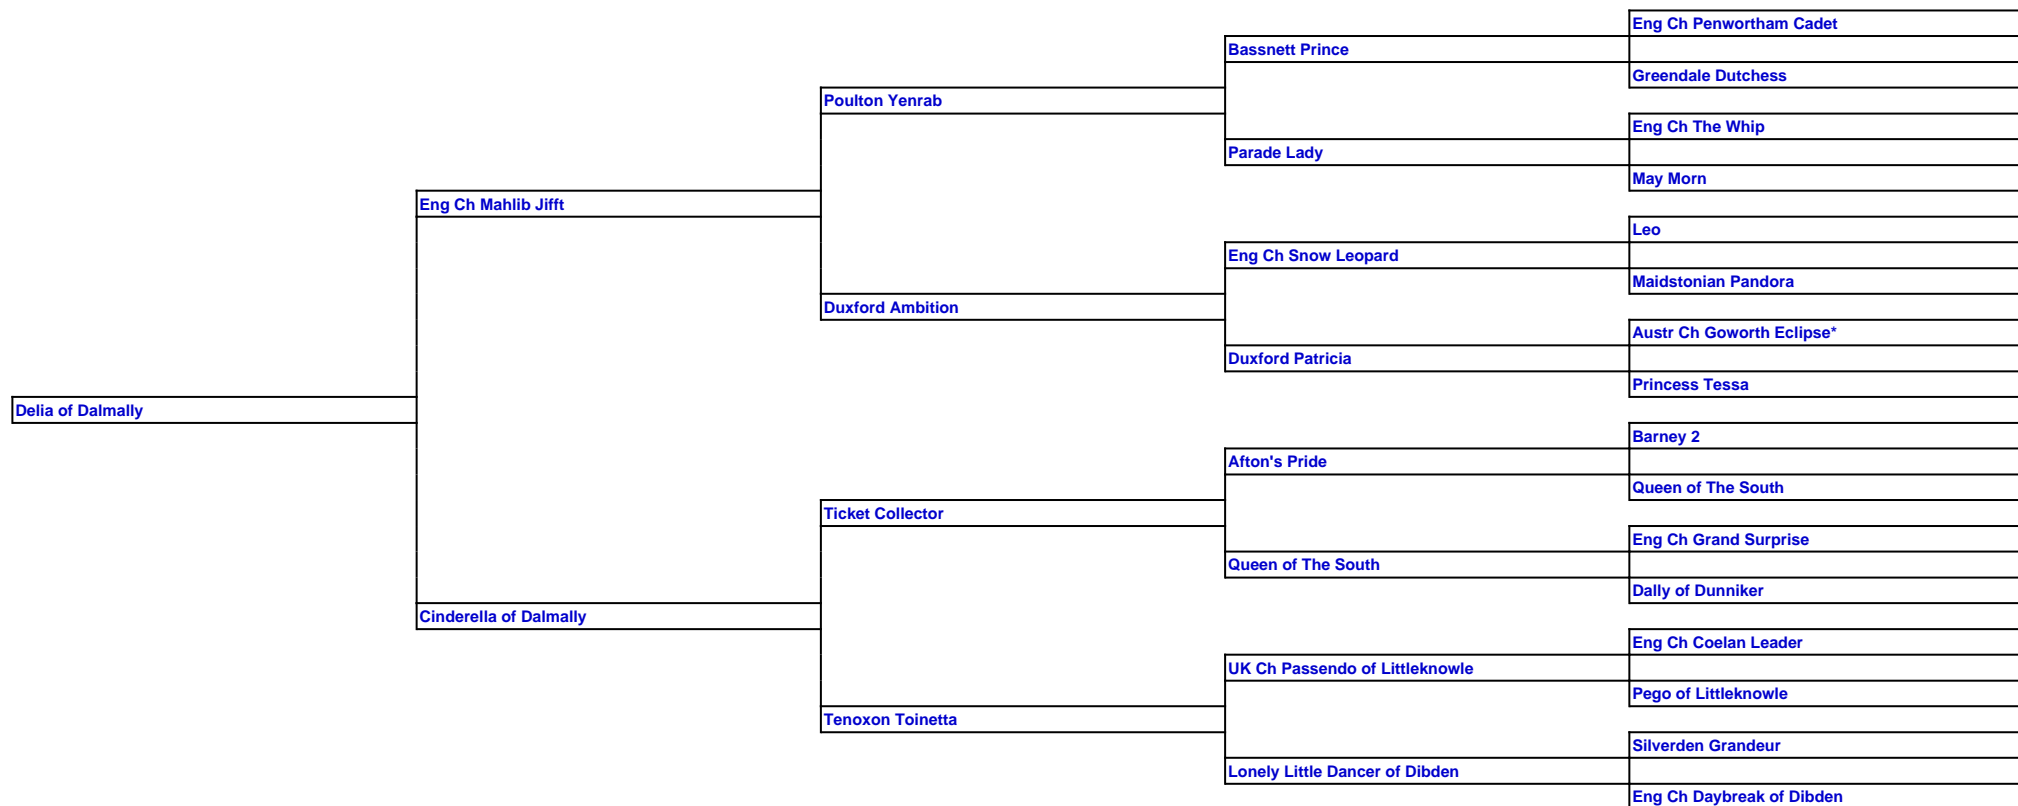 Eng Ch Penwortham Cadet
Bassnett Prince
Greendale Dutchess
Poulton Yenrab
Eng Ch The Whip
Parade Lady
May Morn
Eng Ch Mahlib Jifft
Leo
Eng Ch Snow Leopard
Maidstonian Pandora
Duxford Ambition
Austr Ch Goworth Eclipse*
Duxford Patricia
Princess Tessa
Delia of Dalmally
Barney 2
Afton's Pride
Queen of The South
Ticket Collector
Eng Ch Grand Surprise
Queen of The South
Dally of Dunniker
Cinderella of Dalmally
Eng Ch Coelan Leader
UK Ch Passendo of Littleknowle
Pego of Littleknowle
Tenoxon Toinetta
Silverden Grandeur
Lonely Little Dancer of Dibden
Eng Ch Daybreak of Dibden